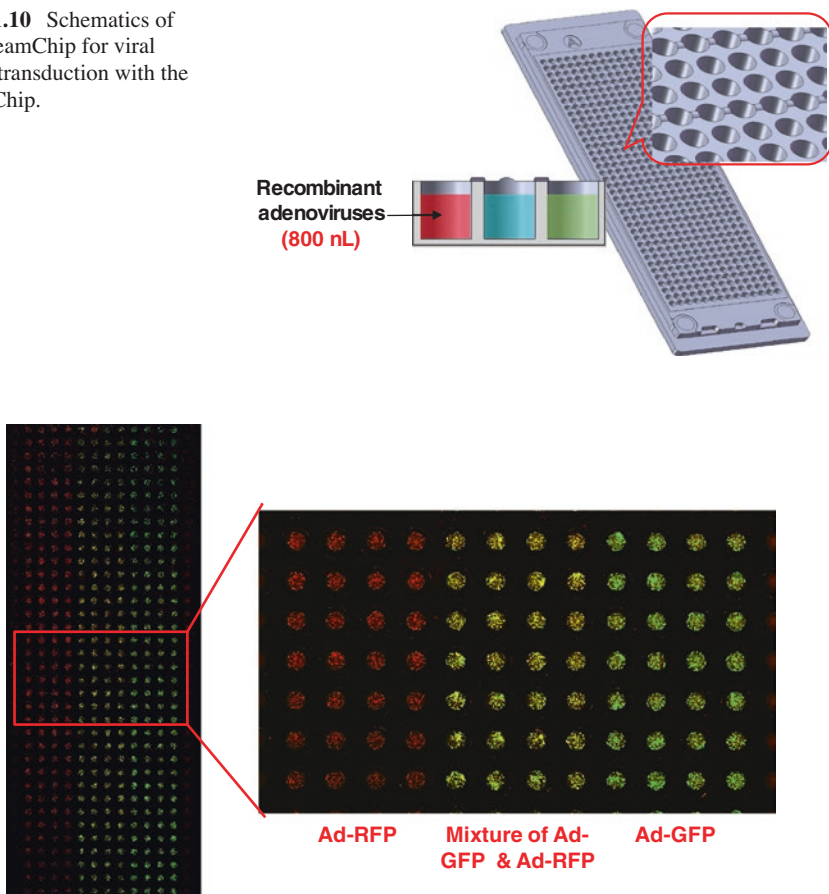 .10 Schematics of
eamChip for viral
transduction with the
Chip.
A
Recombinant
adenoviruses
(800 nL)
Ad-RFP
Mixture of Ad-
GFP & Ad-RFP
Ad-GFP